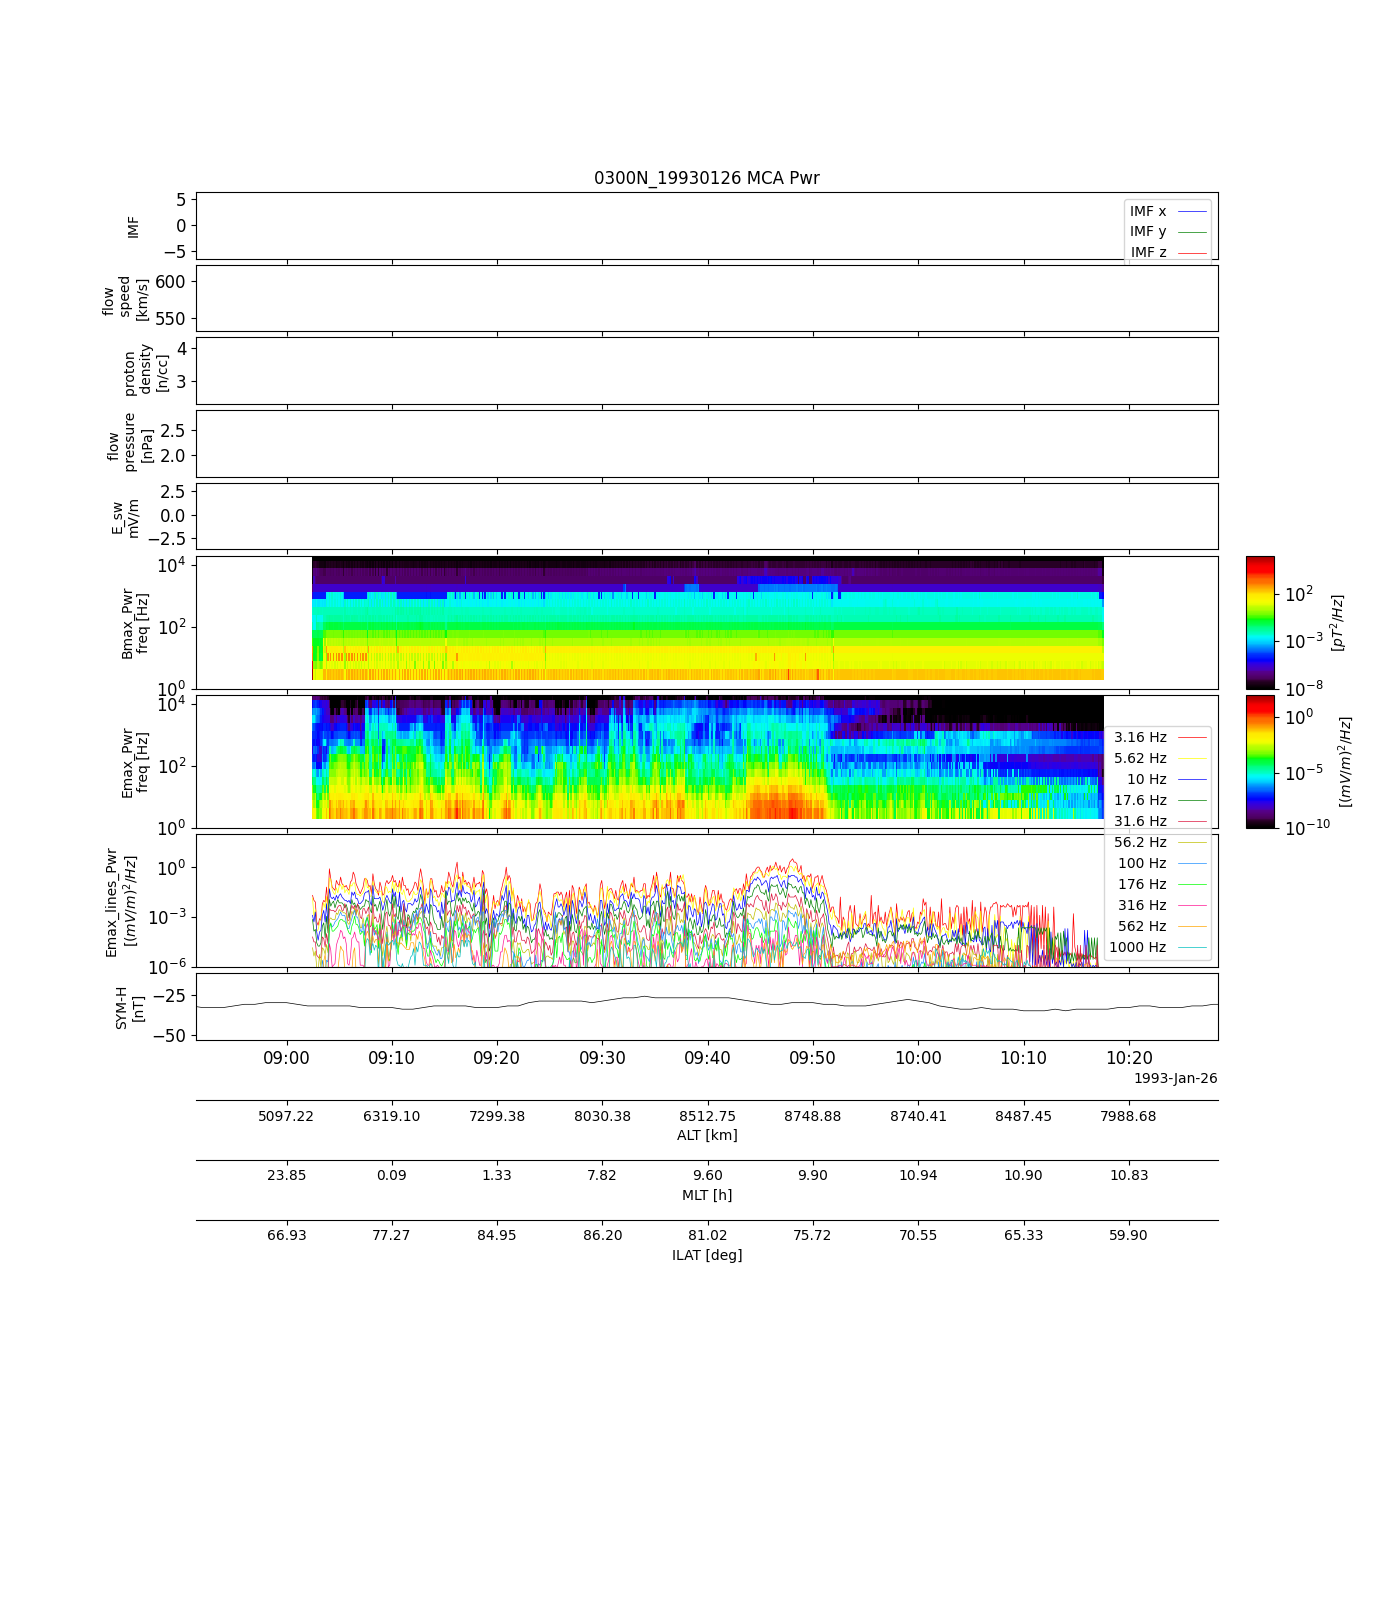 0300N_19930126 MCA Pwr
IMF
5
0
−5
IMF x
IMF y
IMF z
flow
speed
[km/s]
600
550
proton
density
[n/cc]
4
3
flow
pressure
[nPa]
2.5
2.0
E_sw
mV/m
2.5
0.0
−2.5
Bmax_Pwr
freq [Hz]
10^4
10^2
10^0
10^2
10^−3
10^−8
[pT^2/Hz]
Emax_Pwr
freq [Hz]
10^4
10^2
10^0
10^0
10^−5
10^−10
[(mV/m)^2/Hz]
3.16 Hz
5.62 Hz
10 Hz
17.6 Hz
31.6 Hz
56.2 Hz
100 Hz
176 Hz
316 Hz
562 Hz
1000 Hz
Emax_lines_Pwr
[(mV/m)^2/Hz]
10^0
10^−3
10^−6
SYM-H
[nT]
−25
−50
09:00 09:10 09:20 09:30 09:40 09:50 10:00 10:10 10:20
1993-Jan-26
5097.22 6319.10 7299.38 8030.38 8512.75 8748.88 8740.41 8487.45 7988.68
ALT [km]
23.85 0.09 1.33 7.82 9.60 9.90 10.94 10.90 10.83
MLT [h]
66.93 77.27 84.95 86.20 81.02 75.72 70.55 65.33 59.90
ILAT [deg]